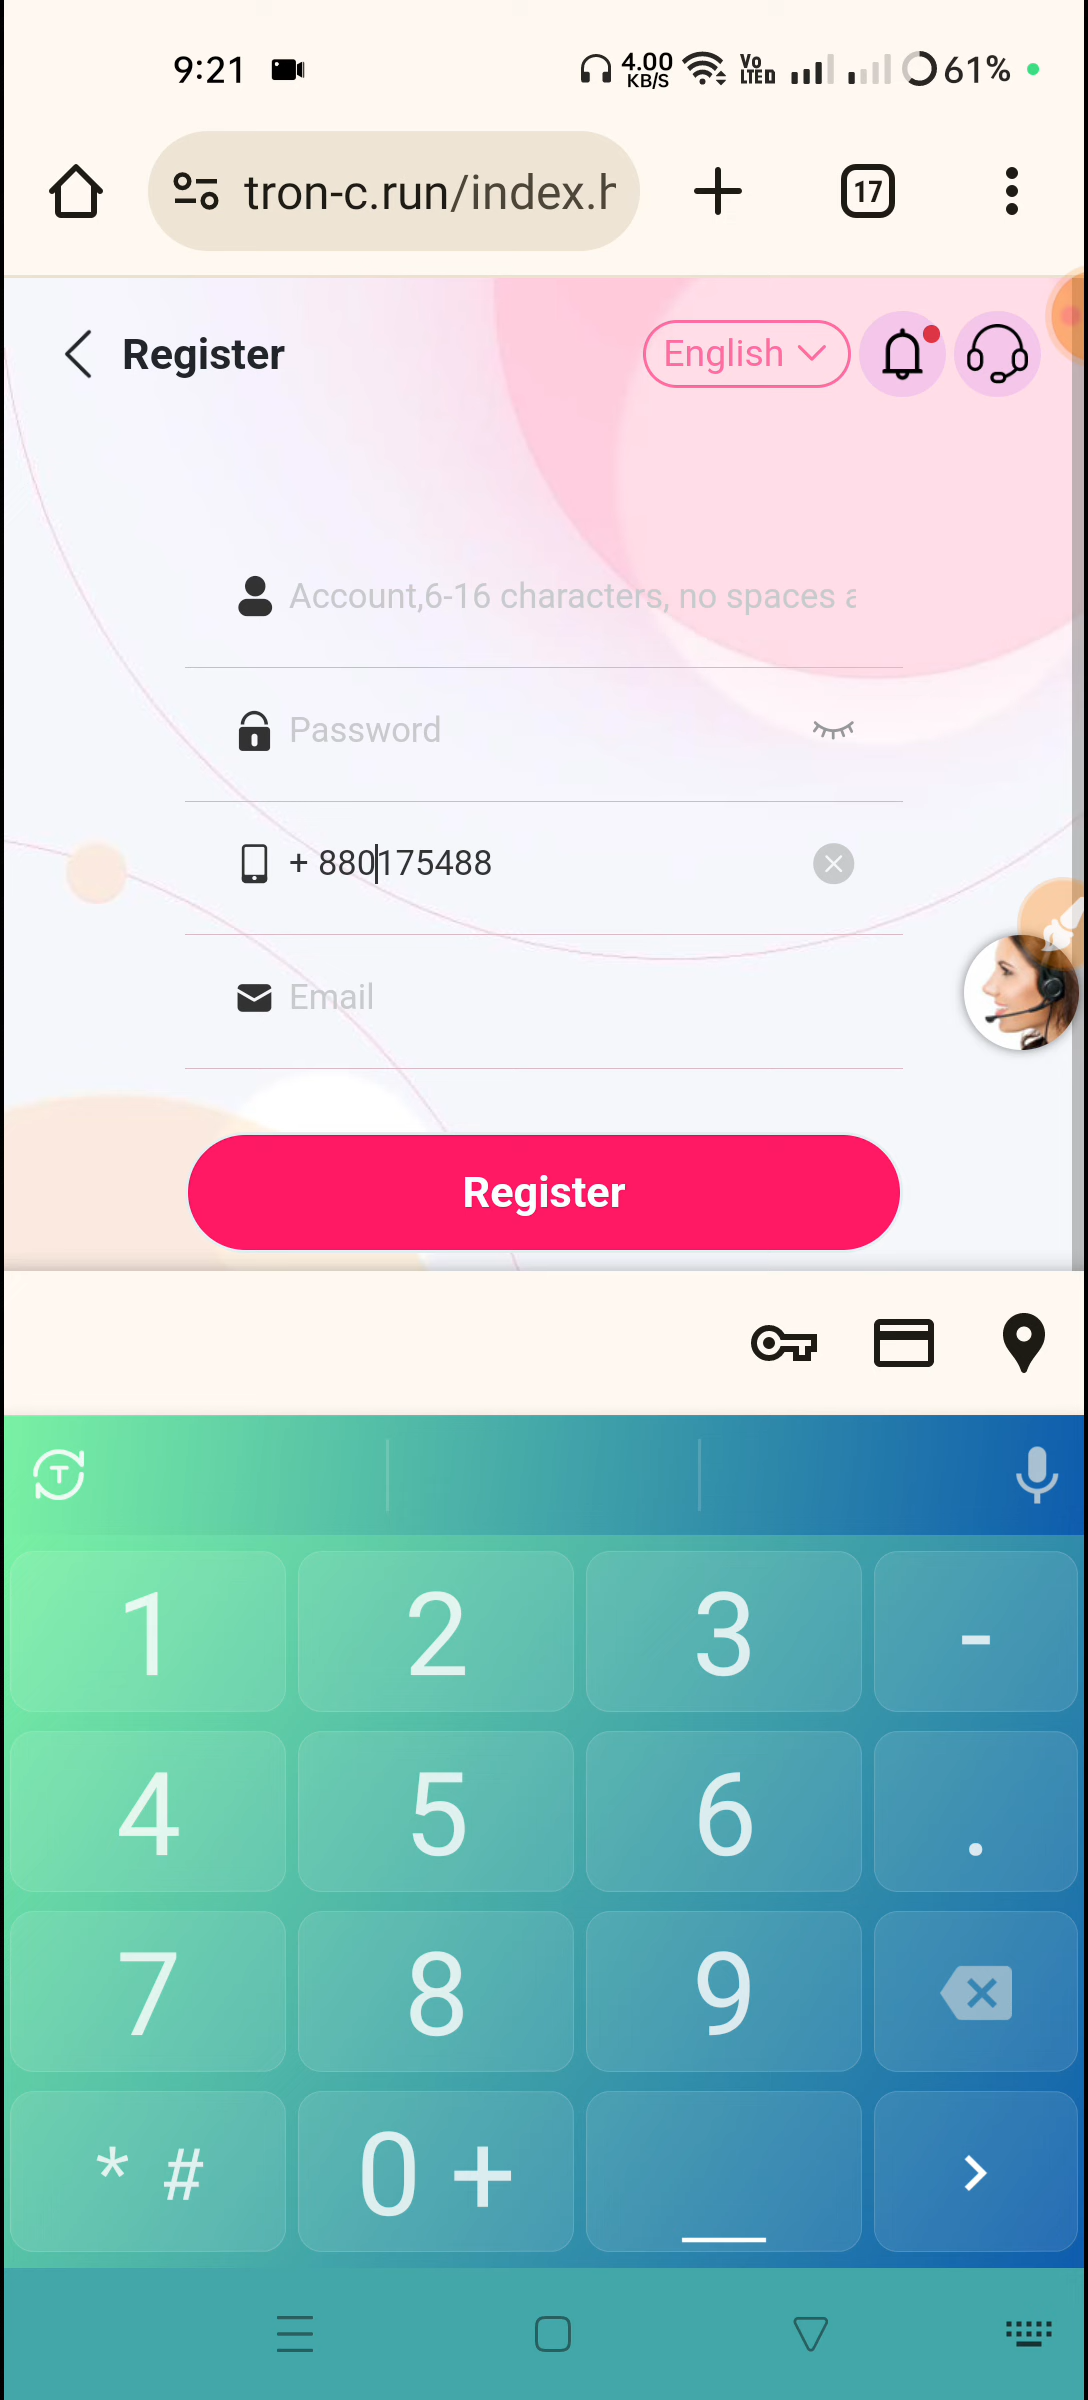 9:21
4.00
KB/S
Vo
LTE
61%
tron-c.run/index.h
17
Register
English
Account,6-16 characters, no spaces a
Password
+ 880175488
Email
Register
T
1 2 3 -
4 5 6 .
7 8 9
* # 0 +